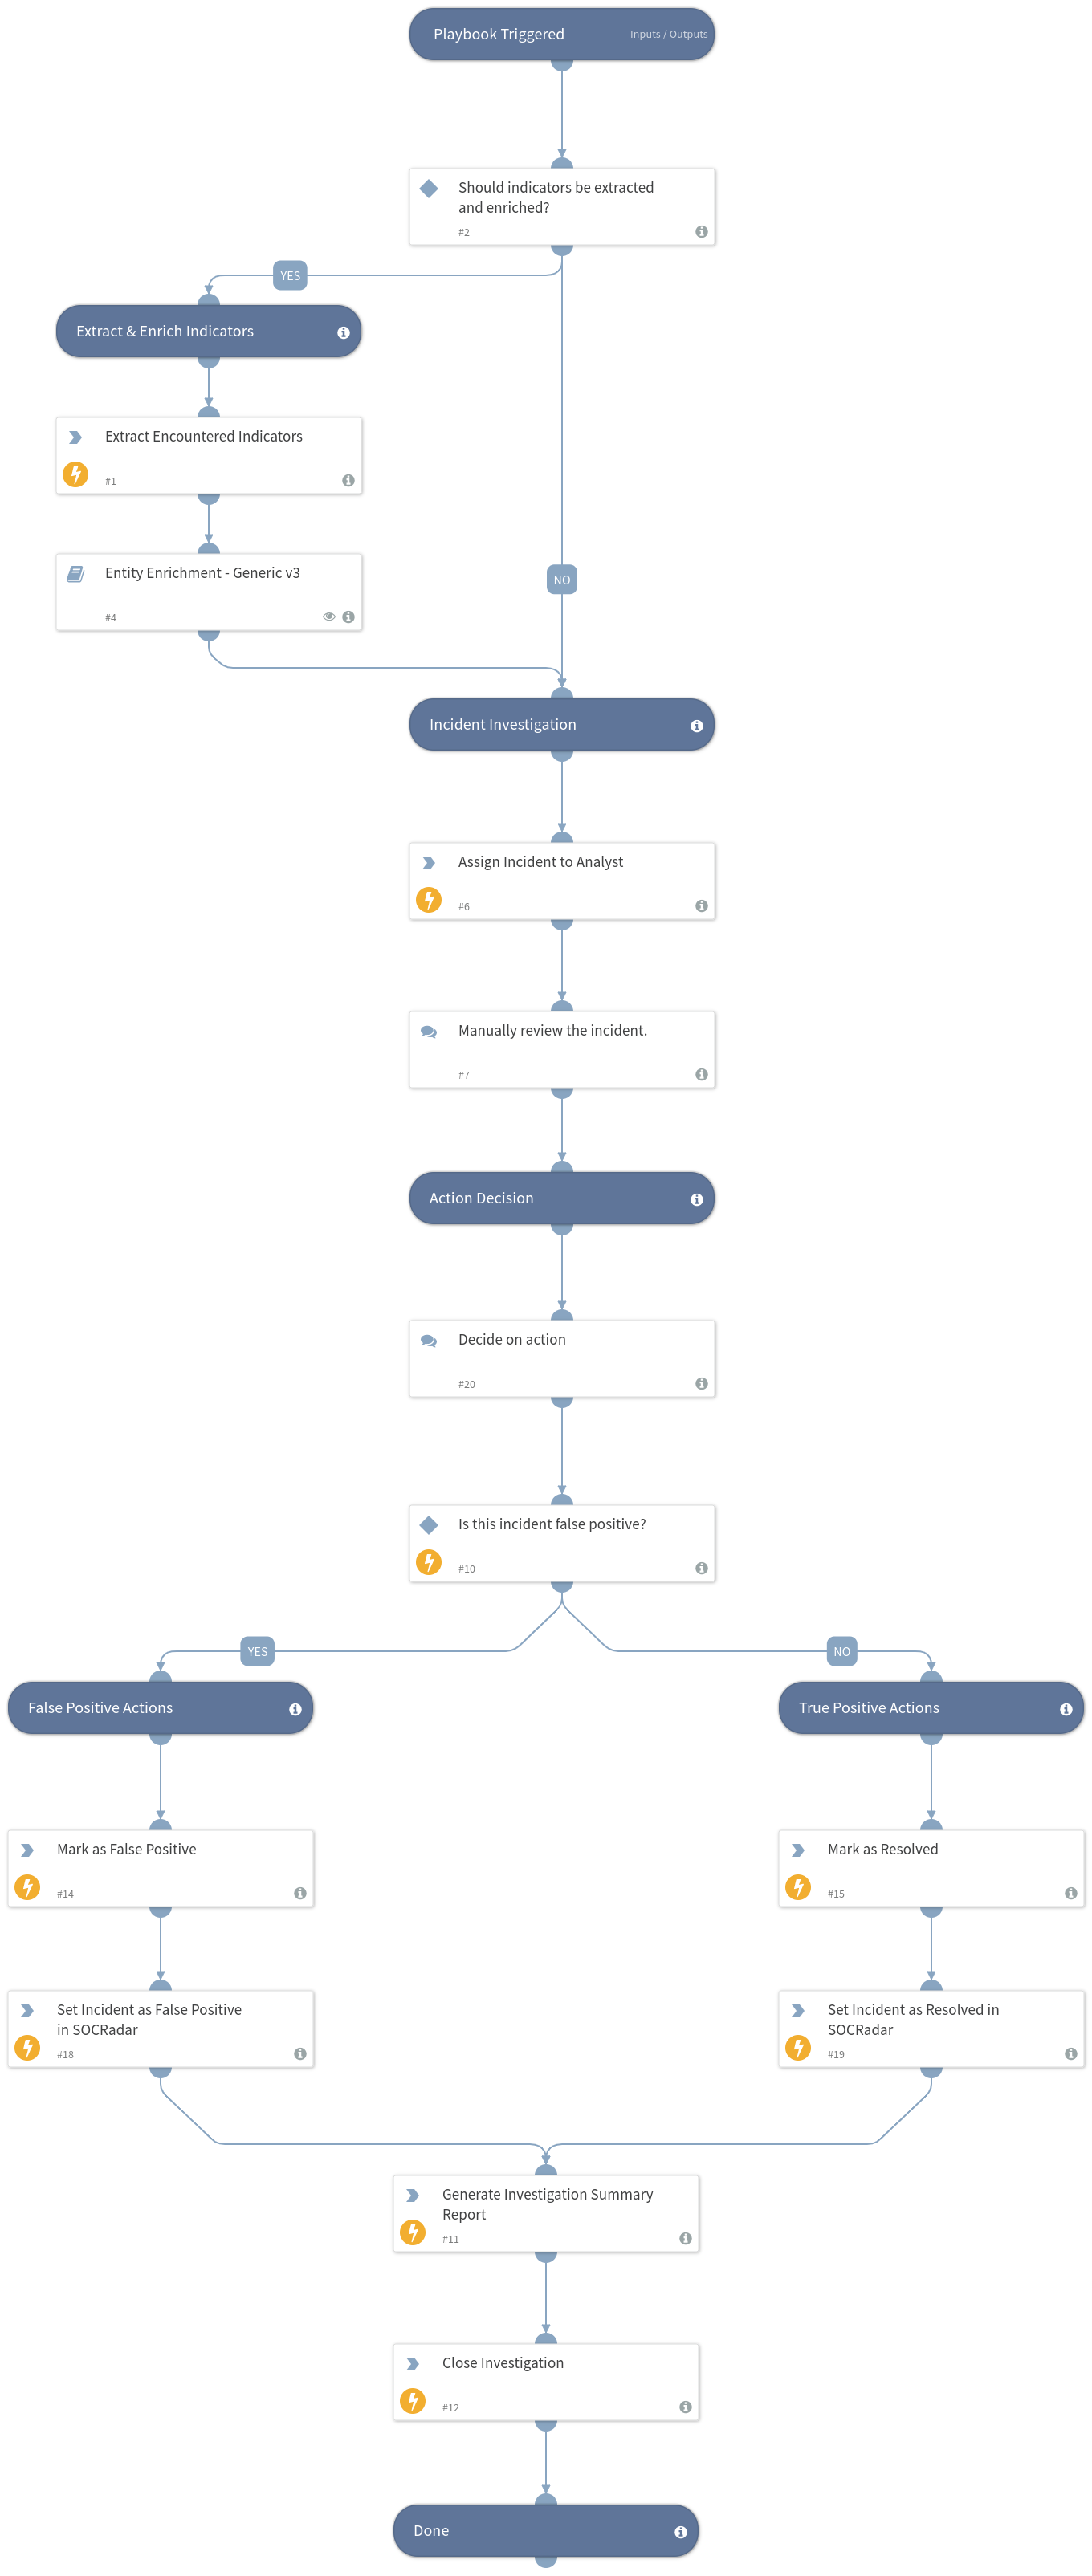 Playbook Triggered
Inputs / Outputs
Should indicators be extracted
and enriched?
#2
YES
Extract & Enrich Indicators
Extract Encountered Indicators
#1
Entity Enrichment - Generic v3
#4
NO
Incident Investigation
Assign Incident to Analyst
#6
Manually review the incident.
#7
Action Decision
Decide on action
#20
Is this incident false positive?
#10
YES
NO
False Positive Actions
True Positive Actions
Mark as False Positive
#14
Mark as Resolved
#15
Set Incident as False Positive
in SOCRadar
#18
Set Incident as Resolved in
SOCRadar
#19
Generate Investigation Summary
Report
#11
Close Investigation
#12
Done